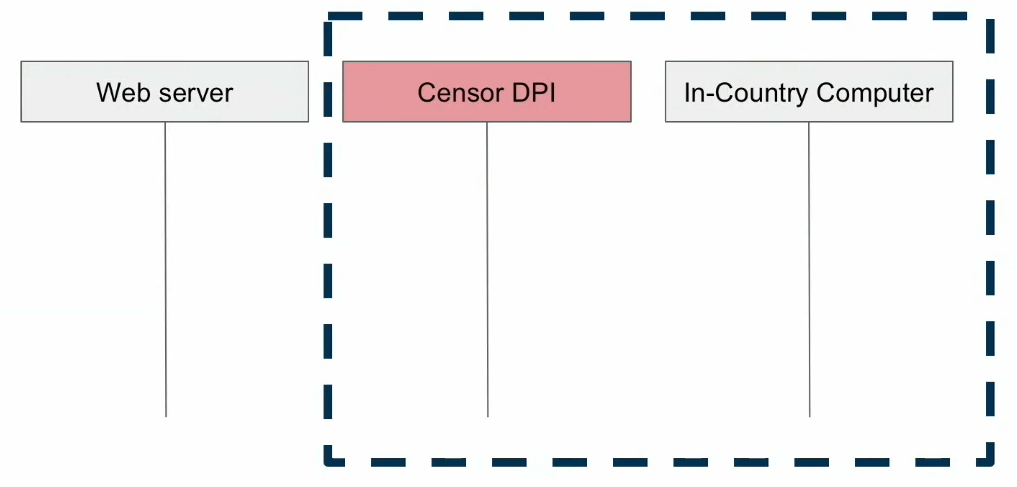 Web server
Censor DPI
In-Country Computer